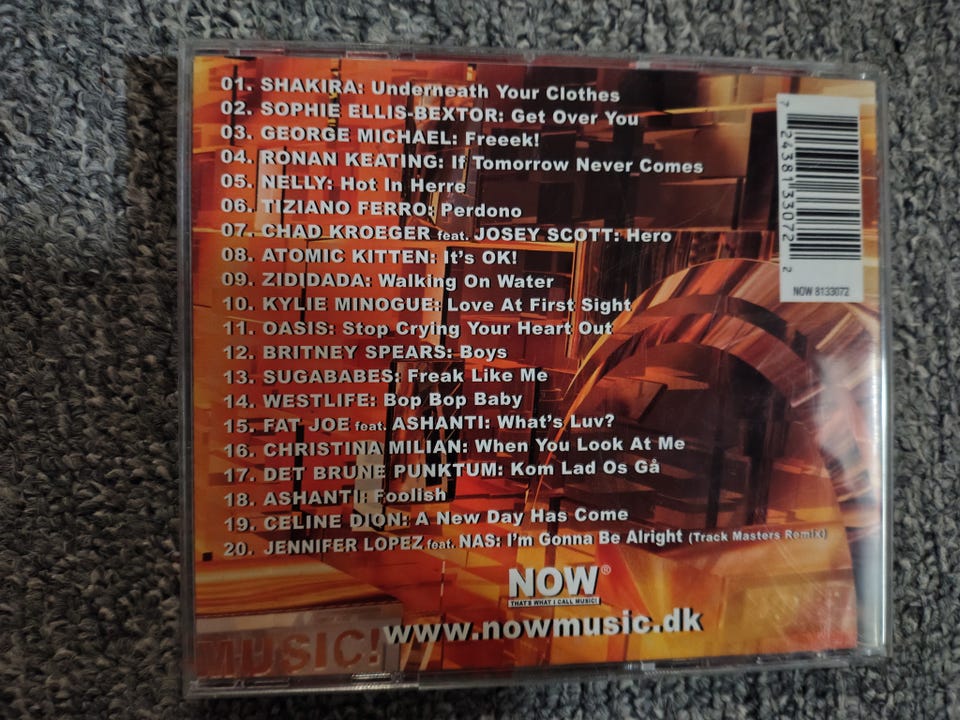 01. SHAKIRA: Underneath Your Clothes
02. SOPHIE ELLIS-BEXTOR: Get Over You
03. GEORGE MICHAEL: Freeek!
04. RONAN KEATING: If Tomorrow Never Comes
05. NELLY: Hot In Herre
06. TIZIANO FERRO: Perdono
07. CHAD KROEGER feat. JOSEY SCOTT: Hero
08. ATOMIC KITTEN: It's OK!
09. ZIDIDADA: Walking On Water
10. KYLIE MINOGUE: Love At First Sight
11. OASIS: Stop Crying Your Heart Out
12. BRITNEY SPEARS: Boys
13. SUGABABES: Freak Like Me
14. WESTLIFE: Bop Bop Baby
15. FAT JOE feat. ASHANTI: What's Luv?
16. CHRISTINA MILIAN: When You Look At Me
17. DET BRUNE PUNKTUM: Kom Lad Os Gå
18. ASHANTI: Foolish
19. CELINE DION: A New Day Has Come
20. JENNIFER LOPEZ feat. NAS: I'm Gonna Be Alright (Track Masters Remix)
7 24381 33072 2
NOW 8133072
NOW®
THAT'S WHAT I CALL MUSIC!
www.nowmusic.dk
MUSIC!